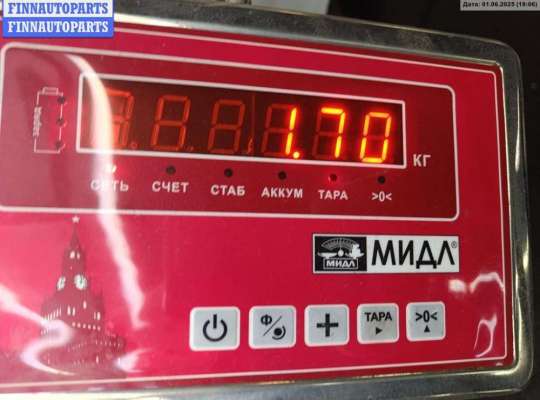 FINNAUTOPARTS
FINNAUTOPARTS
Дата: 01.06.2025 (19:06)
1.70
КГ
СЕТЬ СЧЕТ СТАБ АККУМ ТАРА >0<
МИДЛ МИДЛ®
Ф ТАРА >0<